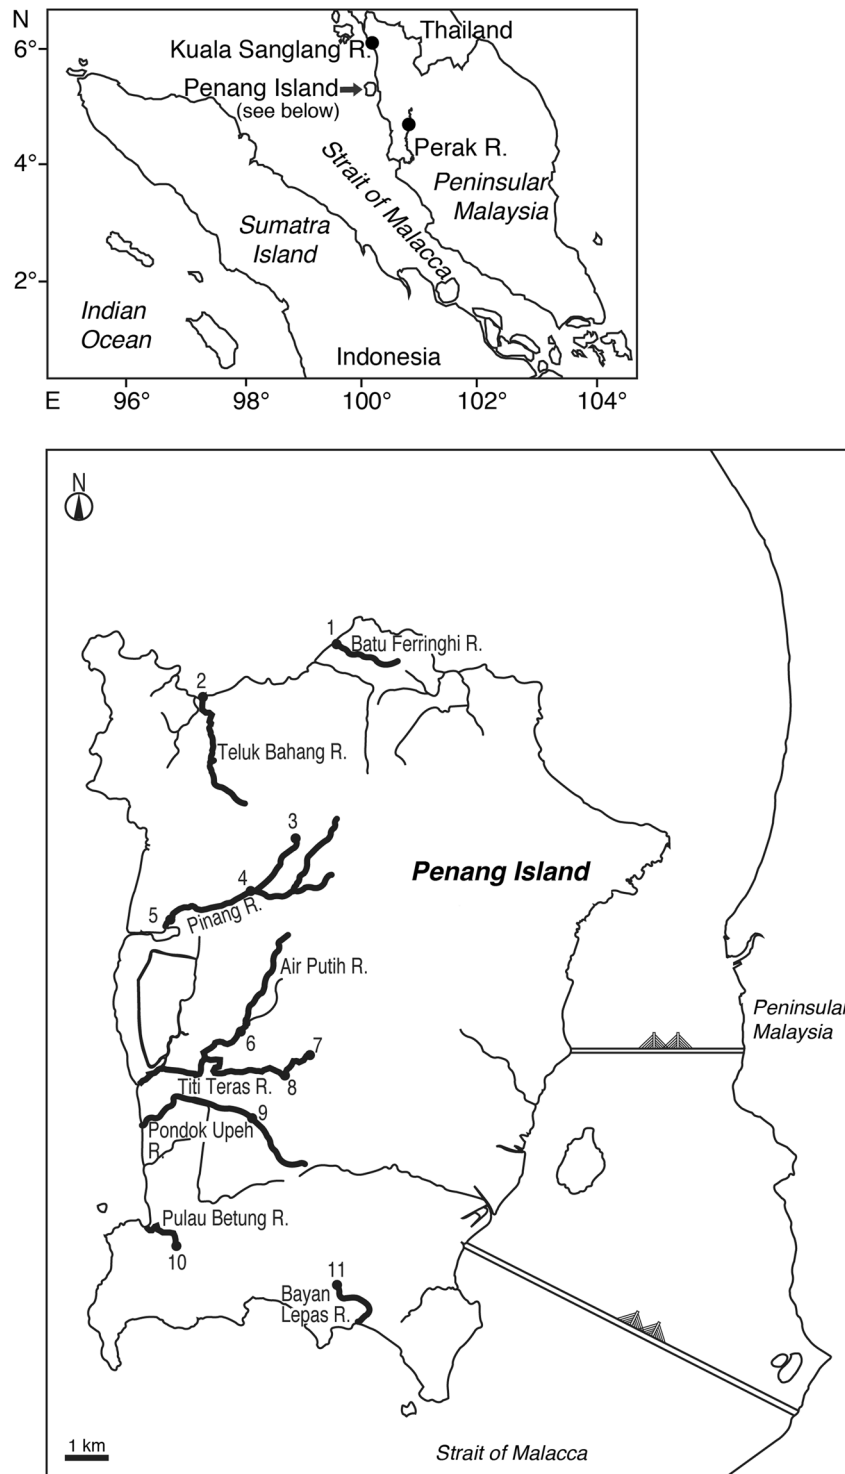 N
6°
4°
2°
Thailand
Kuala Sanglang R.
Penang Island
(see below)
Perak R.
Strait of Malacca
Peninsular
Malaysia
Sumatra
Island
Indian
Ocean
Indonesia
E
96°
98°
100°
102°
104°
N
1
Batu Ferringhi R.
2
Teluk Bahang R.
3
4
5
Pinang R.
Penang Island
Air Putih R.
6
7
Titi Teras R.
8
9
Pondok Upeh
R.
Peninsular
Malaysia
Pulau Betung R.
10
11
Bayan
Lepas R.
1 km
Strait of Malacca